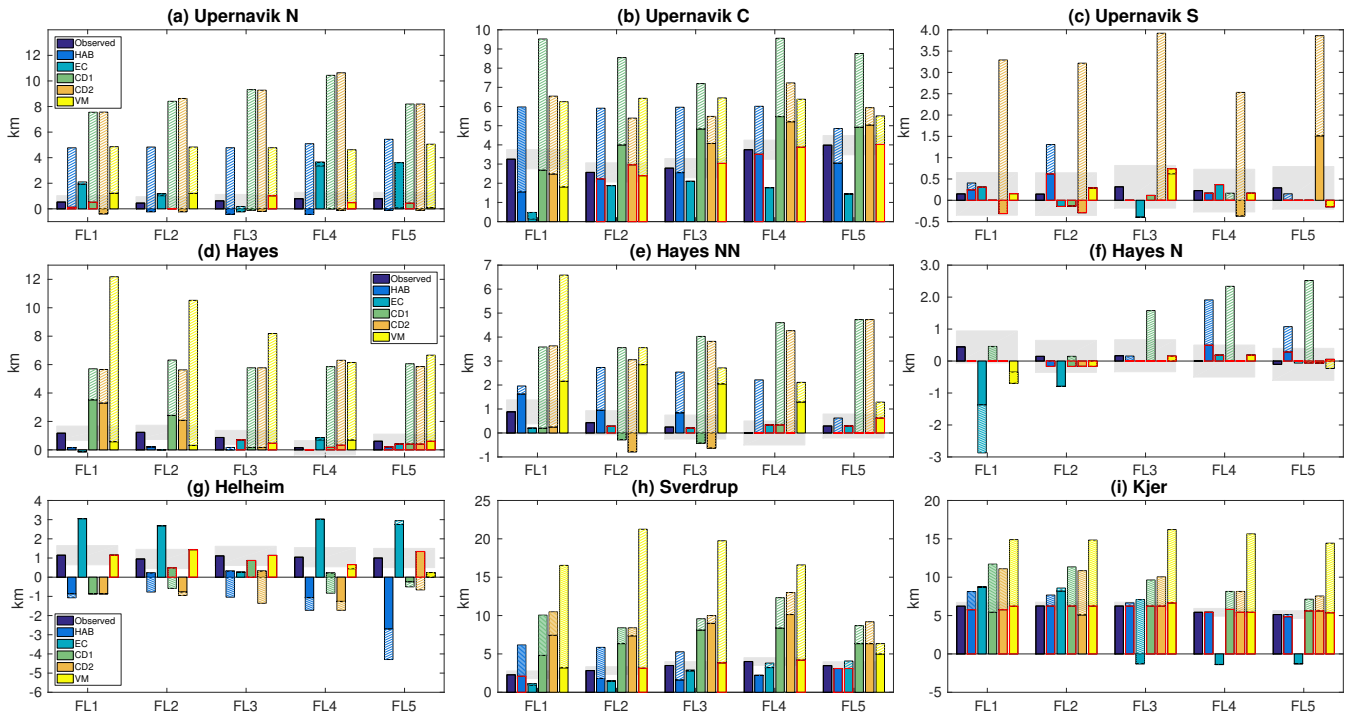 (a) Upernavik N
12
10
8
6
4
2
0
km
Observed
HAB
EC
CD1
CD2
VM
FL1 FL2 FL3 FL4 FL5
(b) Upernavik C
10
9
8
7
6
5
4
3
2
1
0
km
FL1 FL2 FL3 FL4 FL5
(c) Upernavik S
4.0
3.5
3.0
2.5
2.0
1.5
1.0
0.5
0
-0.5
km
FL1 FL2 FL3 FL4 FL5
(d) Hayes
12
10
8
6
4
2
0
km
Observed
HAB
EC
CD1
CD2
VM
FL1 FL2 FL3 FL4 FL5
(e) Hayes NN
7
6
5
4
3
2
1
0
-1
km
FL1 FL2 FL3 FL4 FL5
(f) Hayes N
3.0
2.0
1.0
0
-1
-2
-3
km
FL1 FL2 FL3 FL4 FL5
(g) Helheim
4
3
2
1
0
-1
-2
-3
-4
-5
-6
km
Observed
HAB
EC
CD1
CD2
VM
FL1 FL2 FL3 FL4 FL5
(h) Sverdrup
25
20
15
10
5
0
km
FL1 FL2 FL3 FL4 FL5
(i) Kjer
20
15
10
5
0
-5
km
FL1 FL2 FL3 FL4 FL5